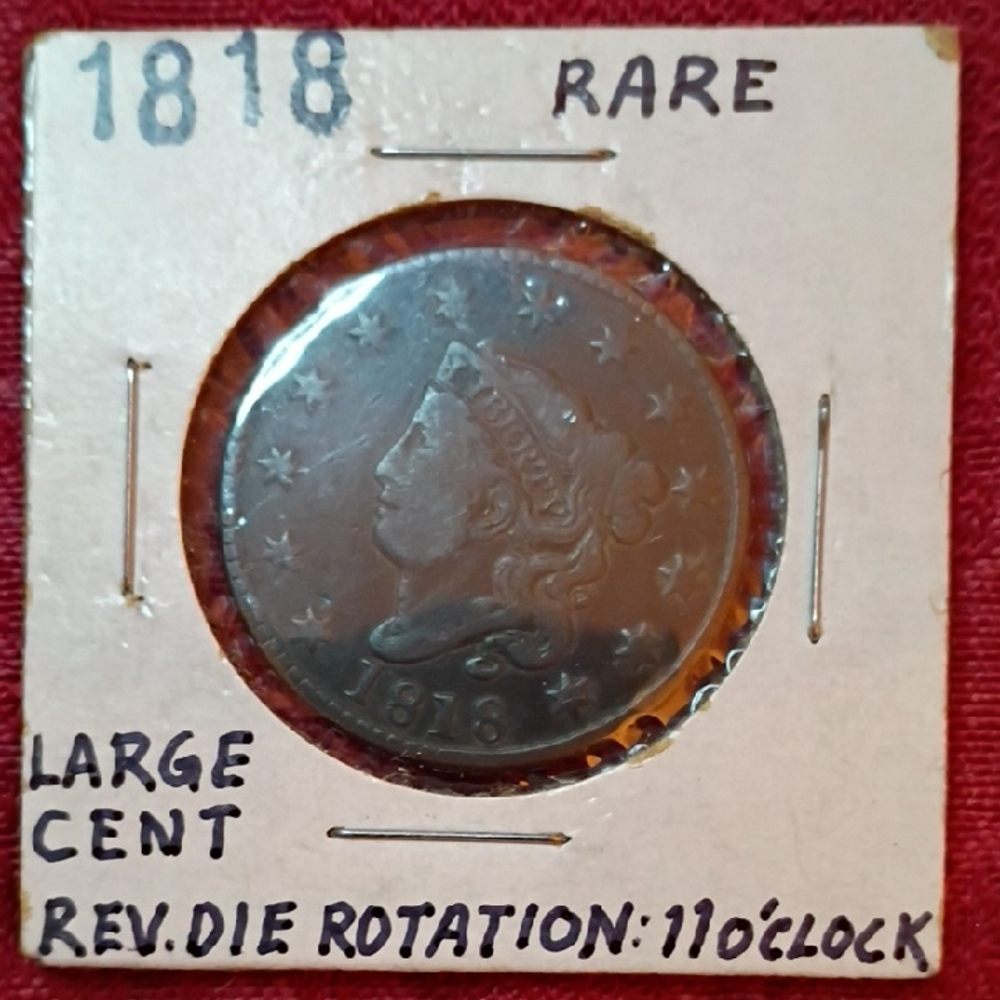 1818 RARE
LIBERTY
1818
LARGE
CENT
REV. DIE ROTATION: 11 O'CLOCK